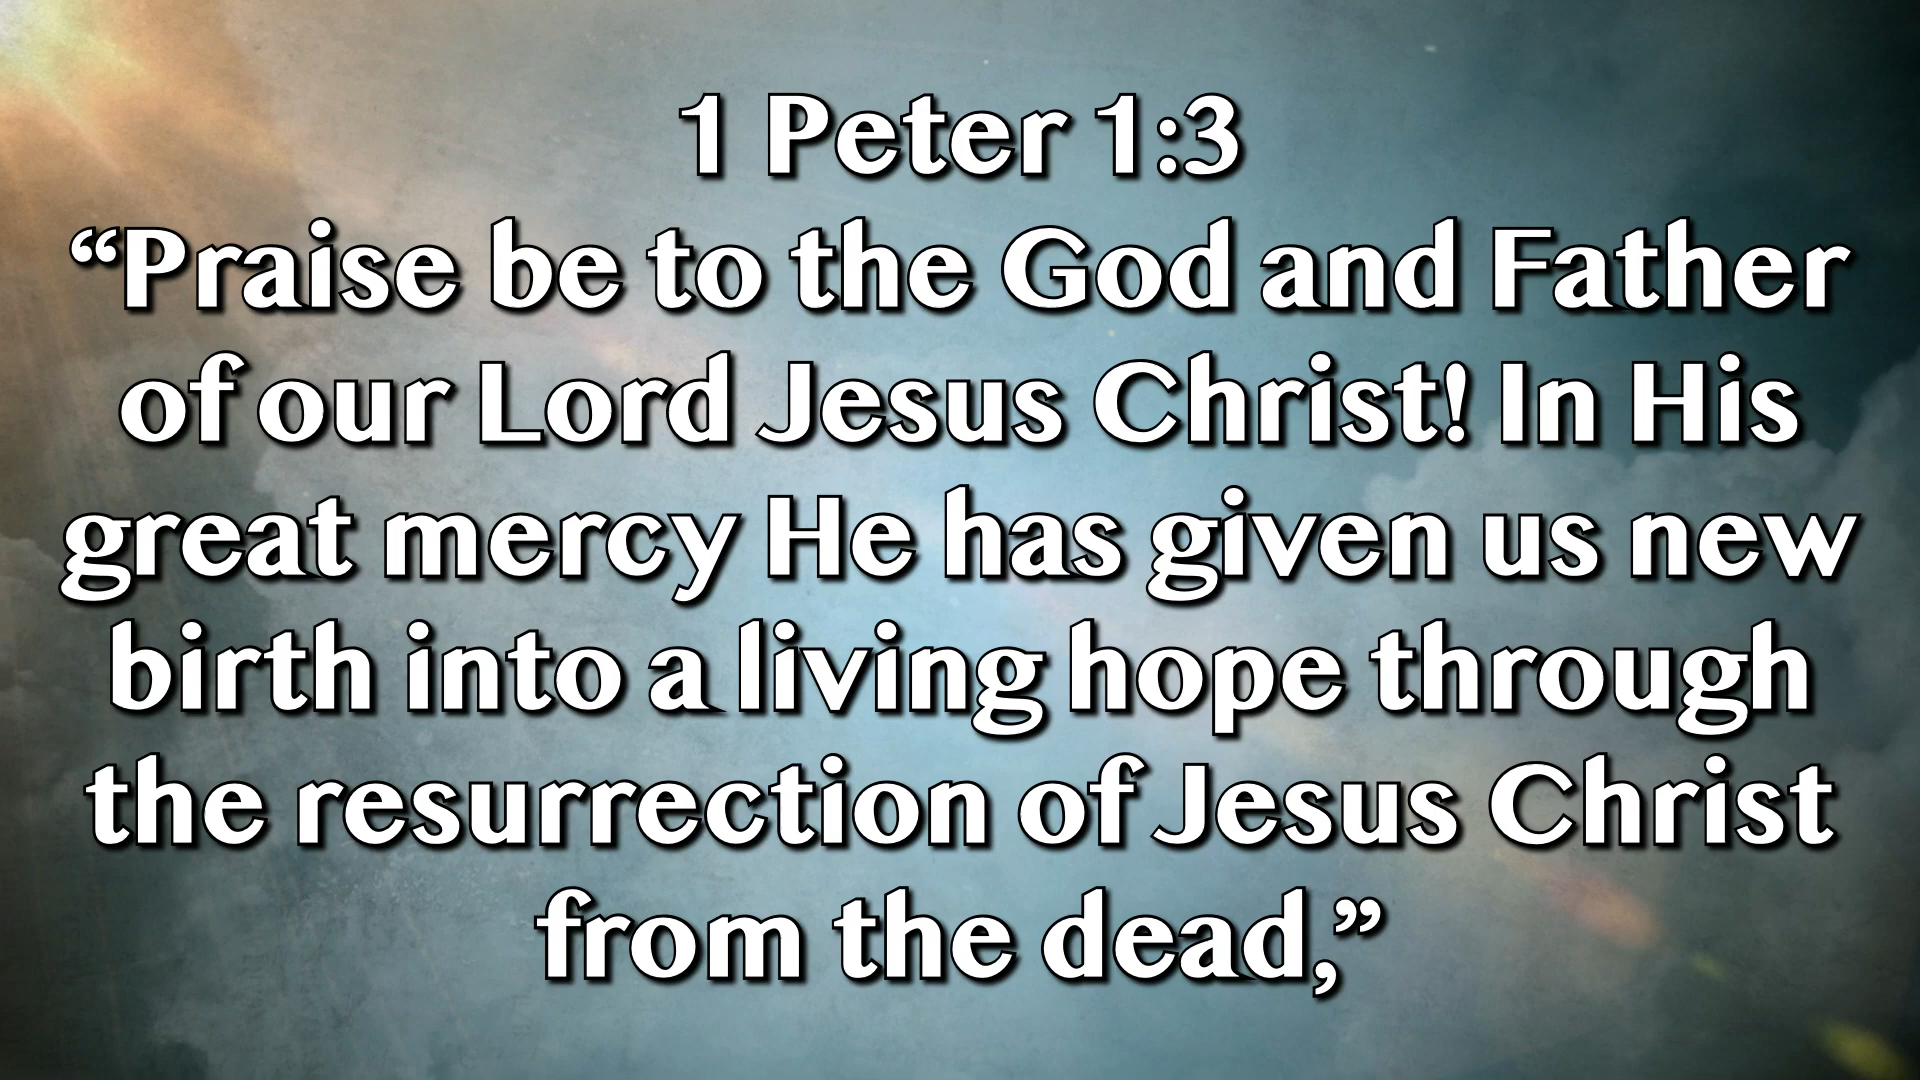 1 Peter 1:3
“Praise be to the God and Father
of our Lord Jesus Christ! In His
great mercy He has given us new
birth into a living hope through
the resurrection of Jesus Christ
from the dead,”